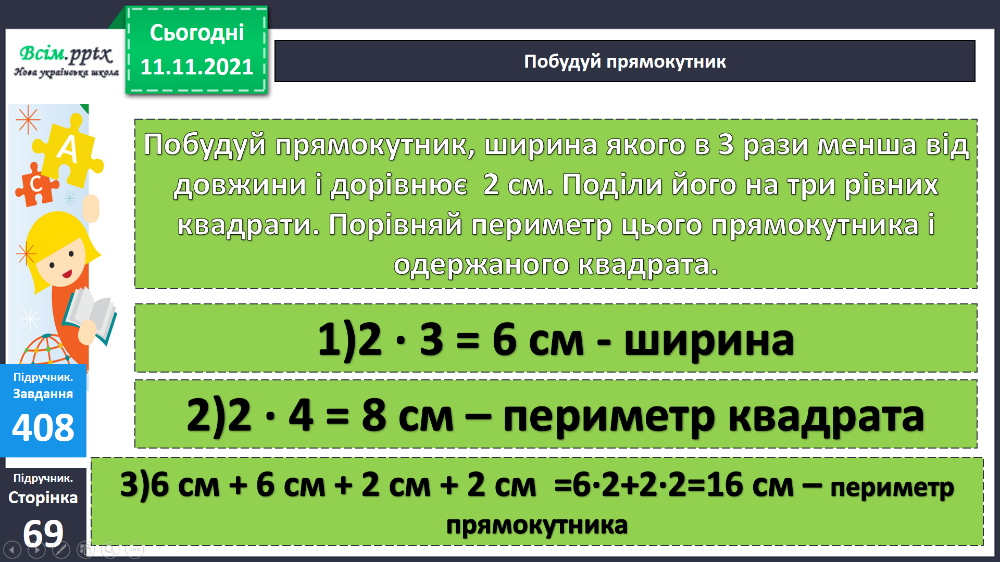 Сьогодні
11.11.2021
Всім.pptx
Нова українська школа
Побудуй прямокутник
А
С
Побудуй прямокутник, ширина якого в 3 рази менша від
довжини і дорівнює 2 см. Поділи його на три рівних
квадрати. Порівняй периметр цього прямокутника і
одержаного квадрата.
1)2 · 3 = 6 см - ширина
2)2 · 4 = 8 см – периметр квадрата
3)6 см + 6 см + 2 см + 2 см =6·2+2·2=16 см – периметр
прямокутника
Підручник.
Завдання
408
Підручник.
Сторінка
69